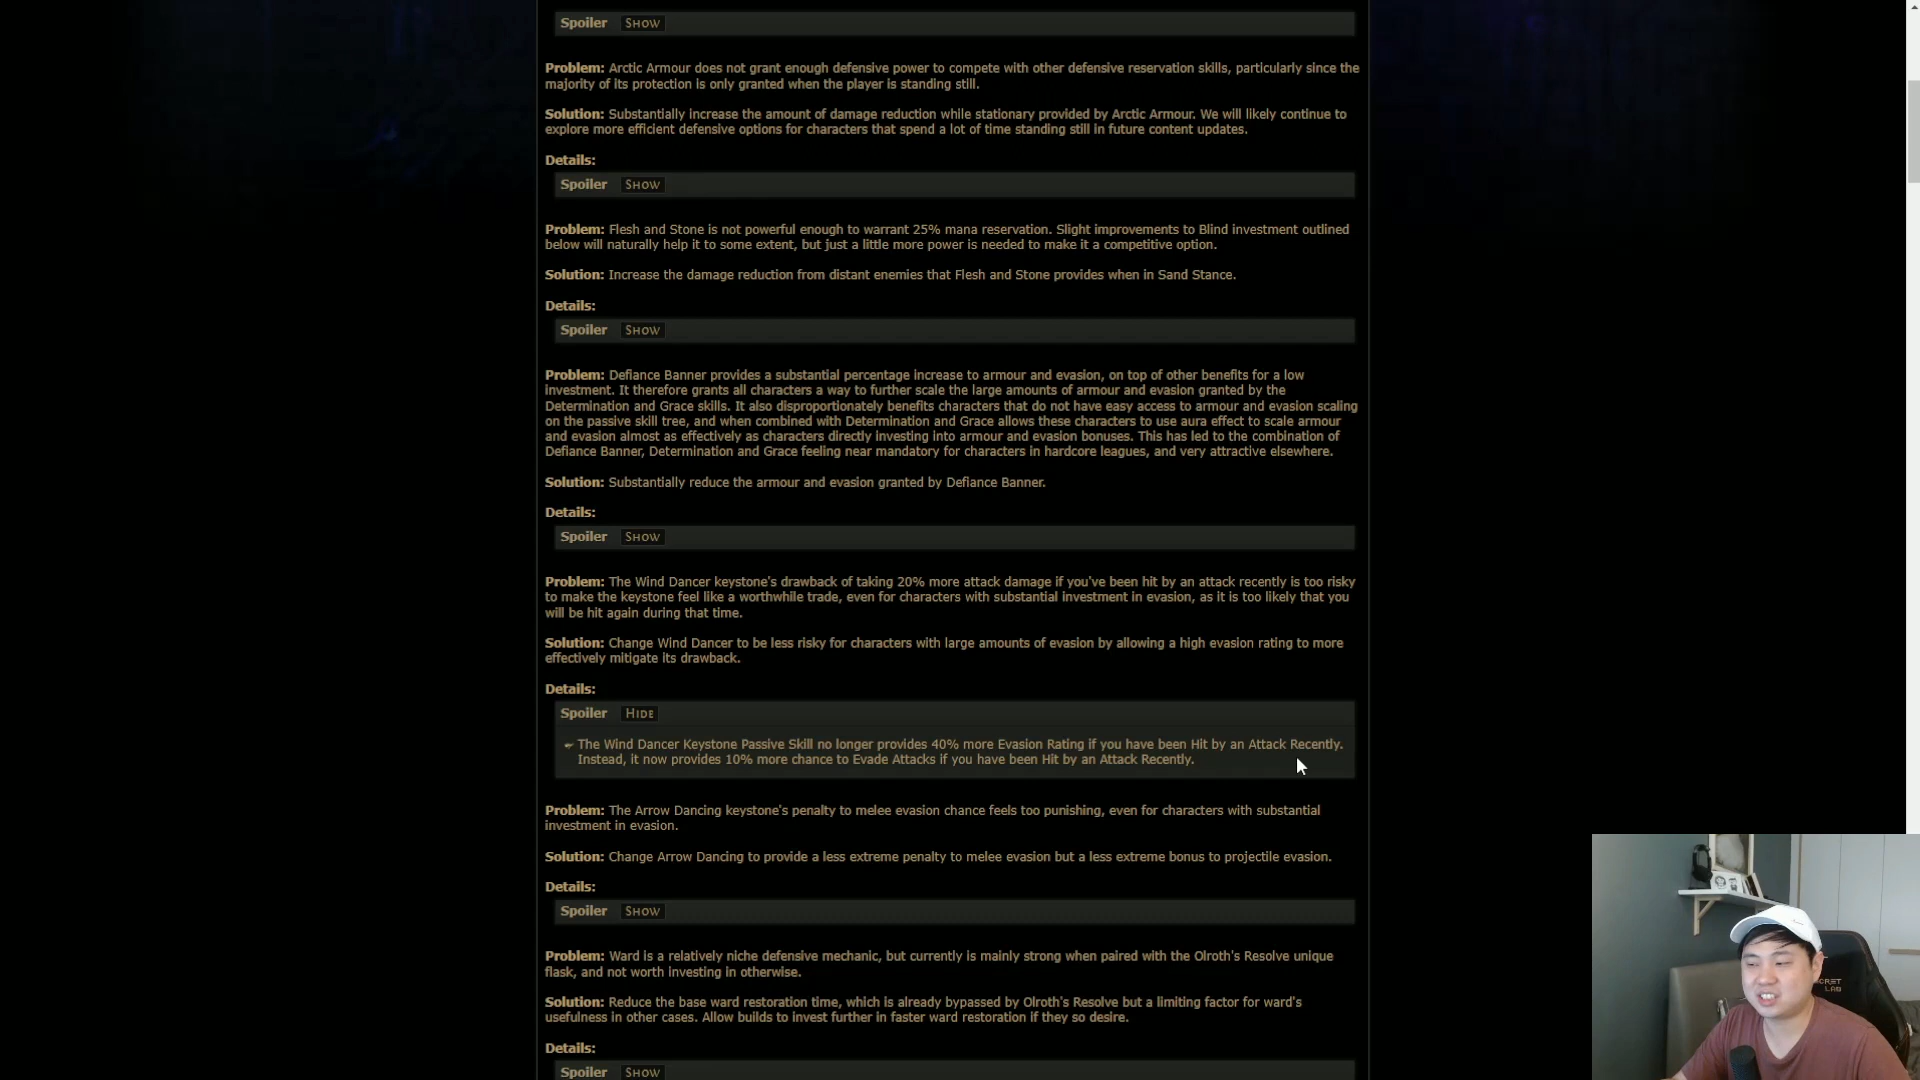 Spoiler SHOW
Problem: Arctic Armour does not grant enough defensive power to compete with other defensive reservation skills, particularly since the
majority of its protection is only granted when the player is standing still.
Solution: Substantially increase the amount of damage reduction while stationary provided by Arctic Armour. We will likely continue to
explore more efficient defensive options for characters that spend a lot of time standing still in future content updates.
Details:
Spoiler SHOW
Problem: Flesh and Stone is not powerful enough to warrant 25% mana reservation. Slight improvements to Blind investment outlined
below will naturally help it to some extent, but just a little more power is needed to make it a competitive option.
Solution: Increase the damage reduction from distant enemies that Flesh and Stone provides when in Sand Stance.
Details:
Spoiler SHOW
Problem: Defiance Banner provides a substantial percentage increase to armour and evasion, on top of other benefits for a low
investment. It therefore grants all characters a way to further scale the large amounts of armour and evasion granted by the
Determination and Grace skills. It also disproportionately benefits characters that do not have easy access to armour and evasion scaling
on the passive skill tree, and when combined with Determination and Grace allows these characters to use aura effect to scale armour
and evasion almost as effectively as characters directly investing into armour and evasion bonuses. This has led to the combination of
Defiance Banner, Determination and Grace feeling near mandatory for characters in hardcore leagues, and very attractive elsewhere.
Solution: Substantially reduce the armour and evasion granted by Defiance Banner.
Details:
Spoiler SHOW
Problem: The Wind Dancer keystone's drawback of taking 20% more attack damage if you've been hit by an attack recently is too risky
to make the keystone feel like a worthwhile trade, even for characters with substantial investment in evasion, as it is too likely that you
will be hit again during that time.
Solution: Change Wind Dancer to be less risky for characters with large amounts of evasion by allowing a high evasion rating to more
effectively mitigate its drawback.
Details:
Spoiler HIDE
The Wind Dancer Keystone Passive Skill no longer provides 40% more Evasion Rating if you have been Hit by an Attack Recently.
Instead, it now provides 10% more chance to Evade Attacks if you have been Hit by an Attack Recently.
Problem: The Arrow Dancing keystone's penalty to melee evasion chance feels too punishing, even for characters with substantial
investment in evasion.
Solution: Change Arrow Dancing to provide a less extreme penalty to melee evasion but a less extreme bonus to projectile evasion.
Details:
Spoiler SHOW
Problem: Ward is a relatively niche defensive mechanic, but currently is mainly strong when paired with the Olroth's Resolve unique
flask, and not worth investing in otherwise.
Solution: Reduce the base ward restoration time, which is already bypassed by Olroth's Resolve but a limiting factor for ward's
usefulness in other cases. Allow builds to invest further in faster ward restoration if they so desire.
Details:
Spoiler SHOW